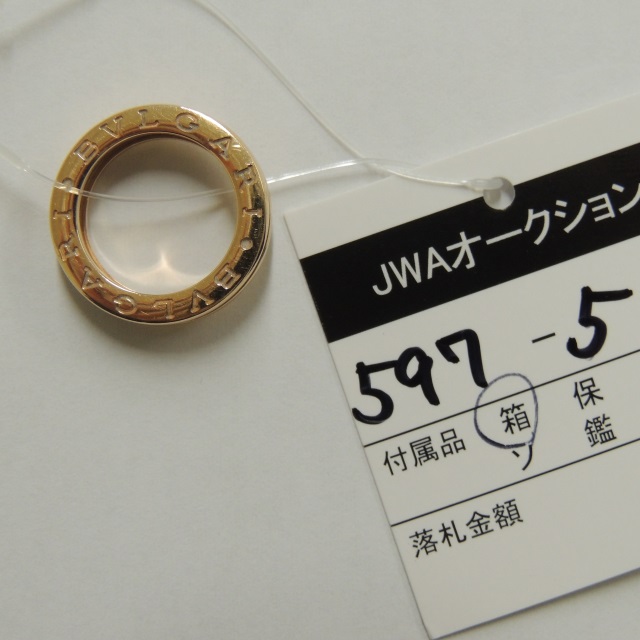 BVLGARI • BVLGARI
JWAオークション
597-5
付属品 箱 保
ソ 鑑
落札金額